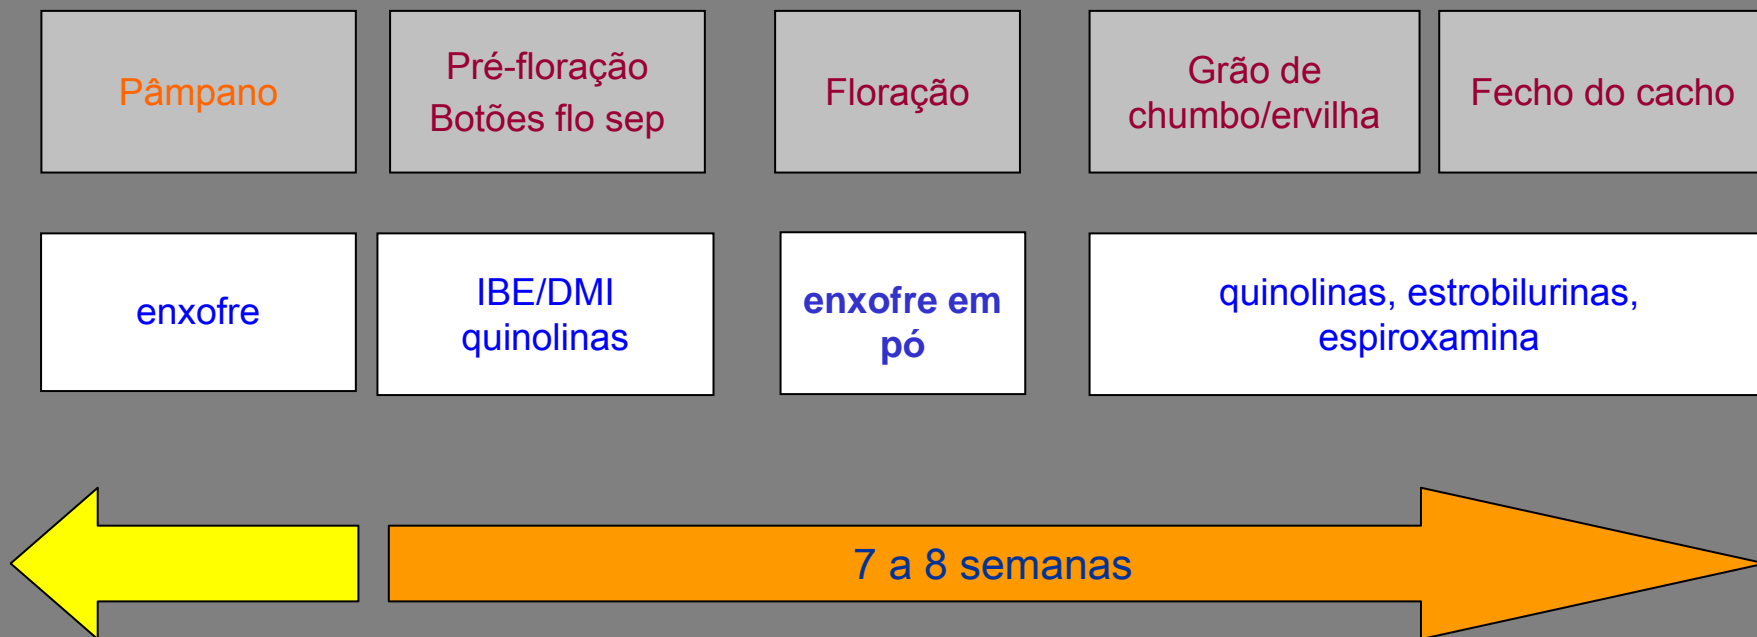 Pâmpano
Pré-floração
Botões flo sep
Floração
Grão de
chumbo/ervilha
Fecho do cacho
enxofre
IBE/DMI
quinolinas
enxofre em
pó
quinolinas, estrobilurinas,
espiroxamina
7 a 8 semanas